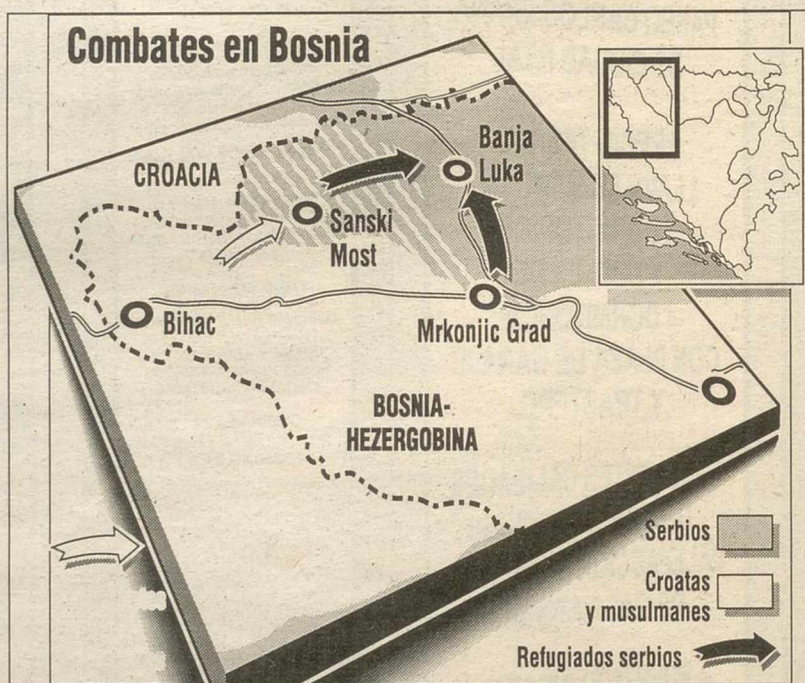 Combates en Bosnia
CROACIA
Banja
Luka
Sanski
Most
Bihac
Mrkonjic Grad
BOSNIA-
HEZERGOBINA
Serbios
Croatas
y musulmanes
Refugiados serbios